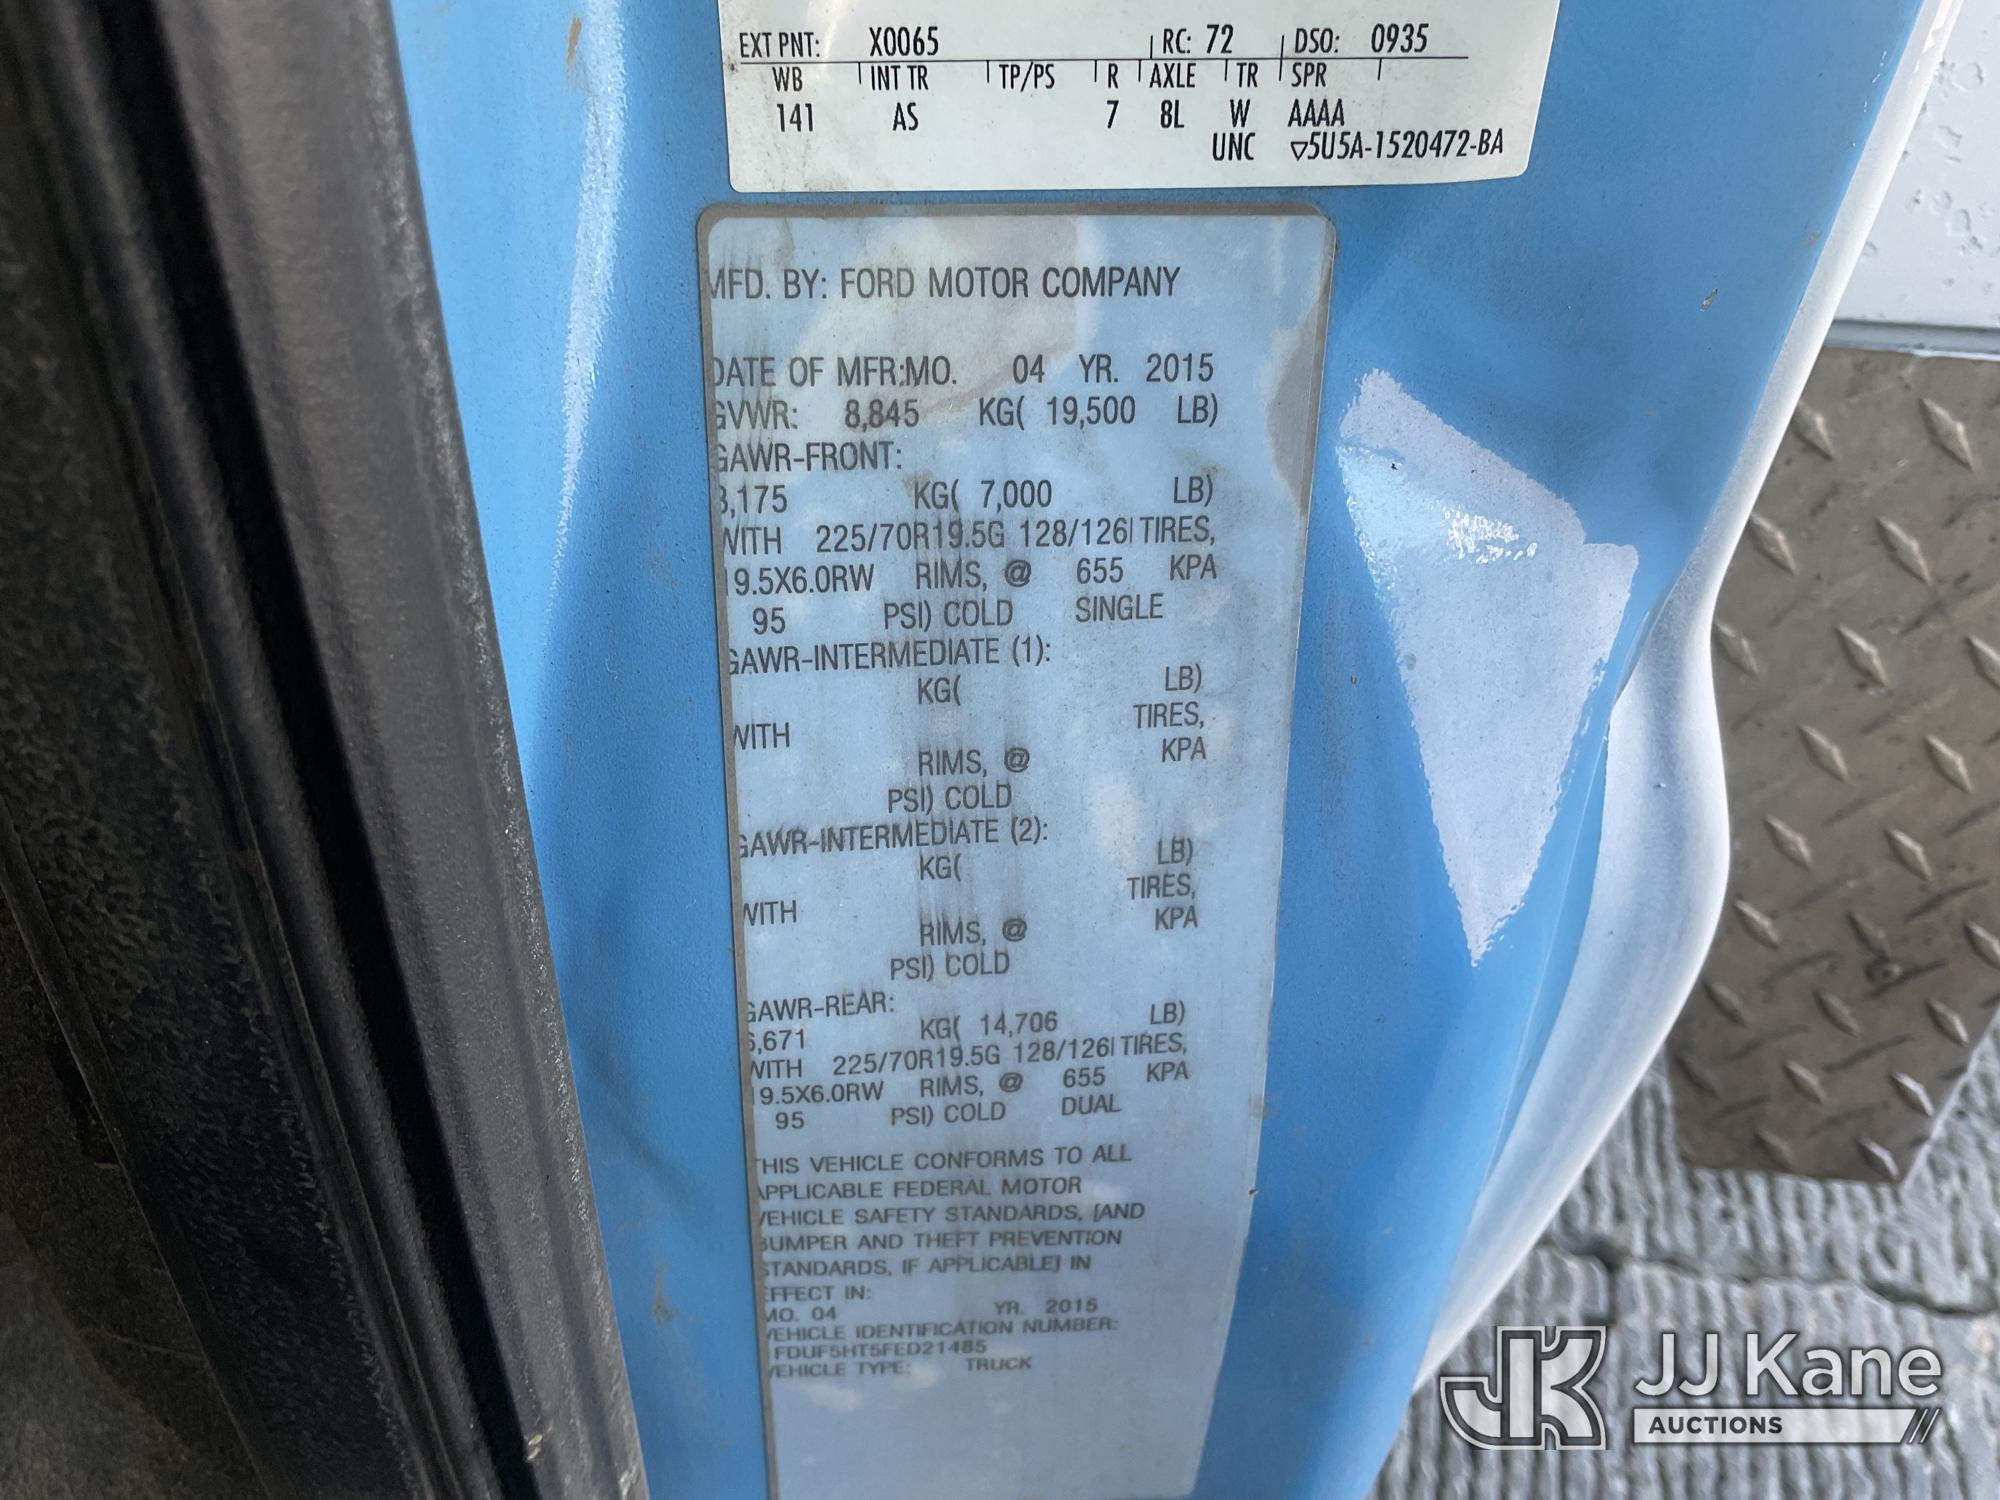 EXT PNT: X0065 RC: 72 DSO: 0935
WB INT TR TP/PS R AXLE TR SPR
141 AS 7 8L W AAAA
UNC ▽5U5A-1520472-BA
MFD. BY: FORD MOTOR COMPANY
DATE OF MFR:MO. 04 YR. 2015
GVWR: 8,845 KG( 19,500 LB)
GAWR-FRONT:
3,175 KG( 7,000 LB)
WITH 225/70R19.5G 128/126I TIRES,
19.5X6.0RW RIMS, @ 655 KPA
95 PSI) COLD SINGLE
GAWR-INTERMEDIATE (1):
KG( LB)
WITH TIRES,
RIMS, @ KPA
PSI) COLD
GAWR-INTERMEDIATE (2):
KG( LB)
WITH TIRES,
RIMS, @ KPA
PSI) COLD
GAWR-REAR:
6,671 KG( 14,706 LB)
WITH 225/70R19.5G 128/126I TIRES,
19.5X6.0RW RIMS, @ 655 KPA
95 PSI) COLD DUAL
THIS VEHICLE CONFORMS TO ALL
APPLICABLE FEDERAL MOTOR
VEHICLE SAFETY STANDARDS, [AND
BUMPER AND THEFT PREVENTION
STANDARDS, IF APPLICABLE] IN
EFFECT IN:
MO. 04 YR. 2015
VEHICLE IDENTIFICATION NUMBER:
FDUF5HT5FED21485
VEHICLE TYPE: TRUCK
JK JJ Kane
AUCTIONS